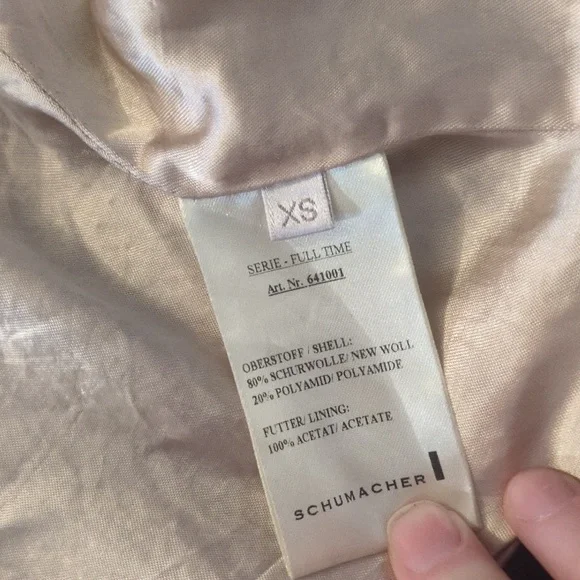 XS
SERIE - FULL TIME
Art. Nr. 641001
OBERSTOFF/ SHELL:
80% SCHURWOLLE/ NEW WOLL
20% POLYAMID/ POLYAMIDE
FUTTER/ LINING:
100% ACETAT/ ACETATE
SCHUMACHER